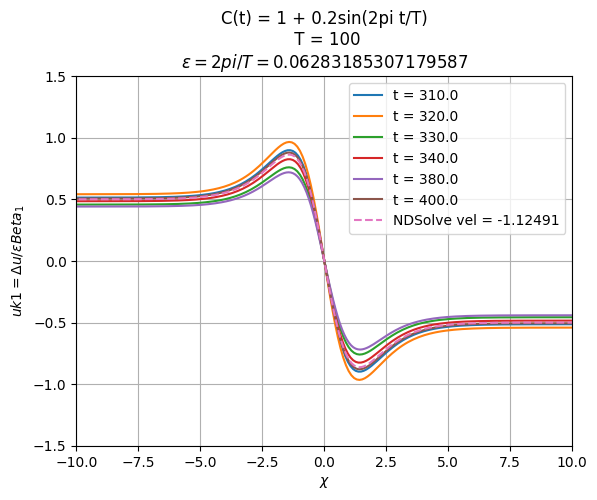 C(t) = 1 + 0.2sin(2pi t/T)
T = 100
ε = 2pi/T = 0.06283185307179587
1.5
1.0
0.5
0.0
−0.5
−1.0
−1.5
uk1 = Δu/εBeta₁
t = 310.0
t = 320.0
t = 330.0
t = 340.0
t = 380.0
t = 400.0
NDSolve vel = -1.12491
−10.0 −7.5 −5.0 −2.5 0.0 2.5 5.0 7.5 10.0
χ